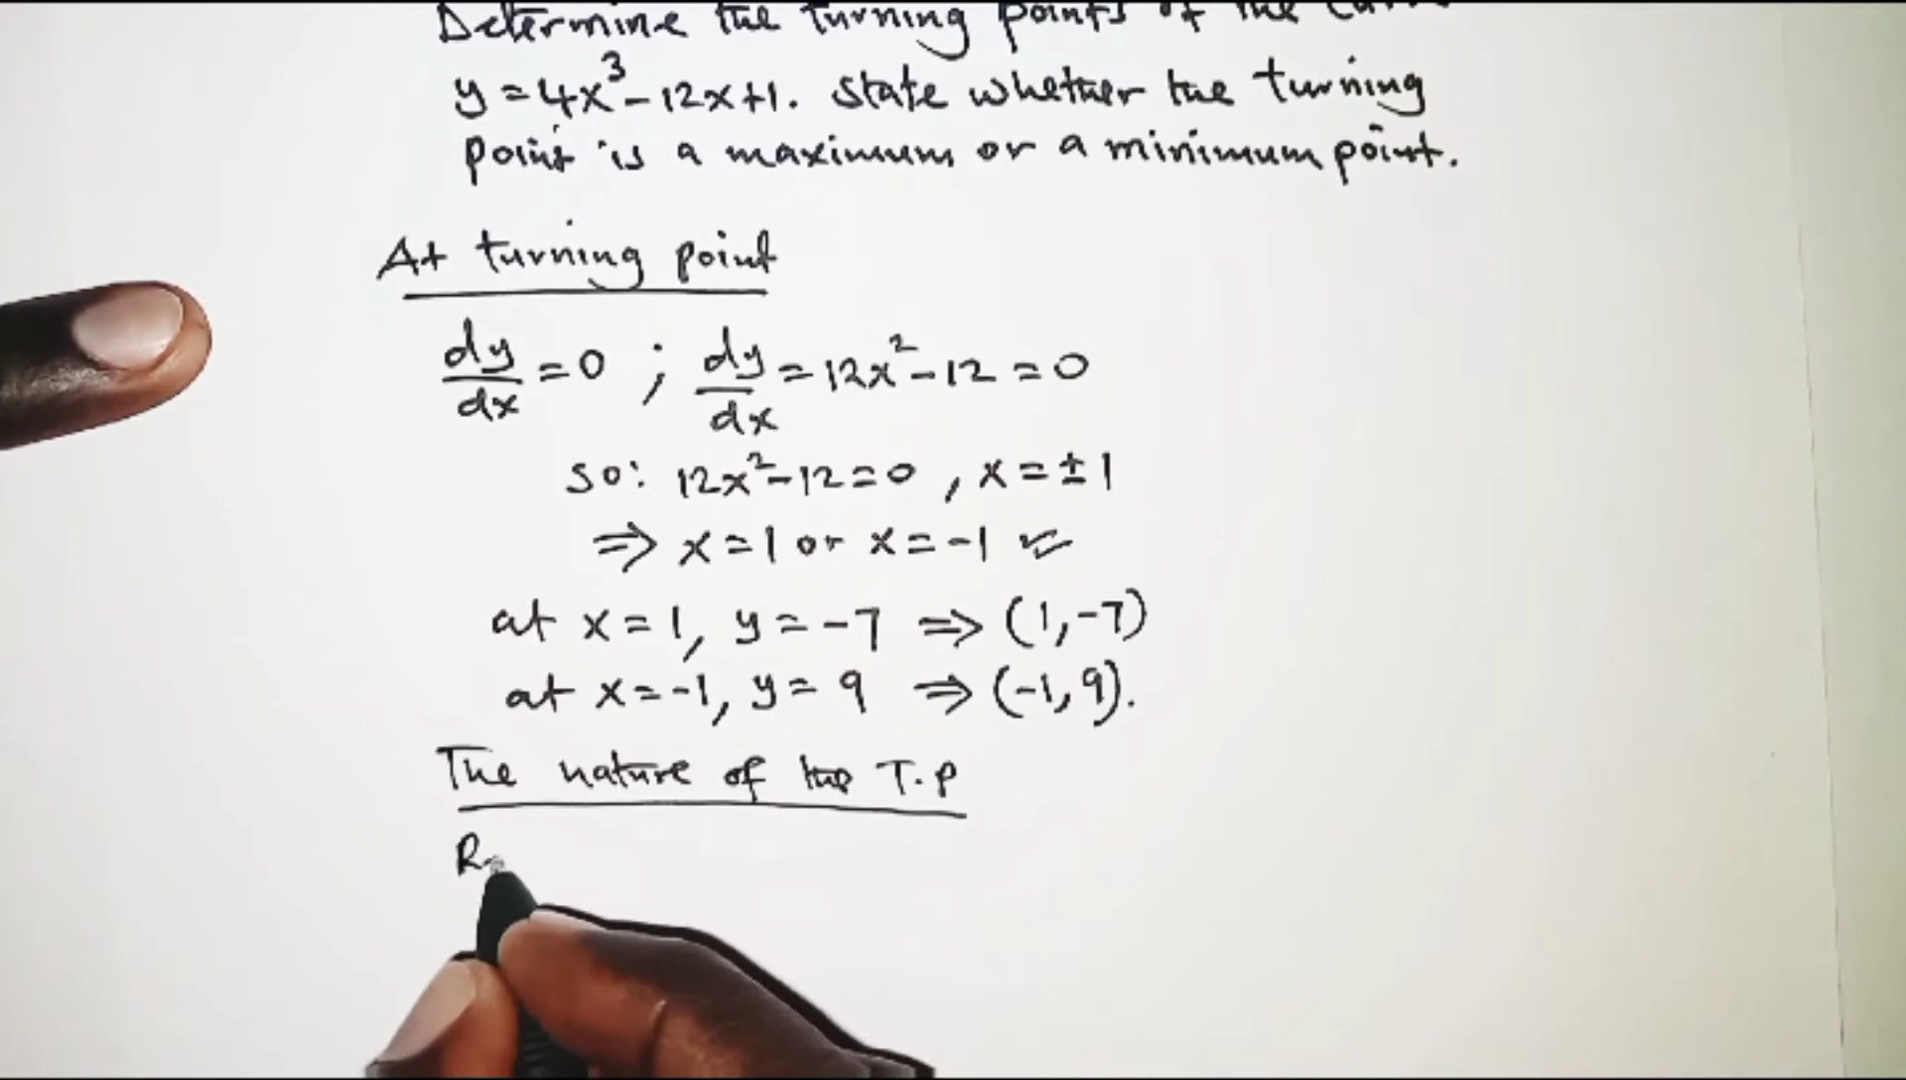 Determine the turning points of the
y = 4x³ - 12x + 1. State whether the turning
point is a maximum or a minimum point.
At turning point
dy/dx = 0 ; dy/dx = 12x² - 12 = 0
so: 12x² - 12 = 0 , x = ± 1
⇒ x = 1 or x = -1
at x = 1, y = -7 ⇒ (1, -7)
at x = -1, y = 9 ⇒ (-1, 9).
The nature of the T.P
R